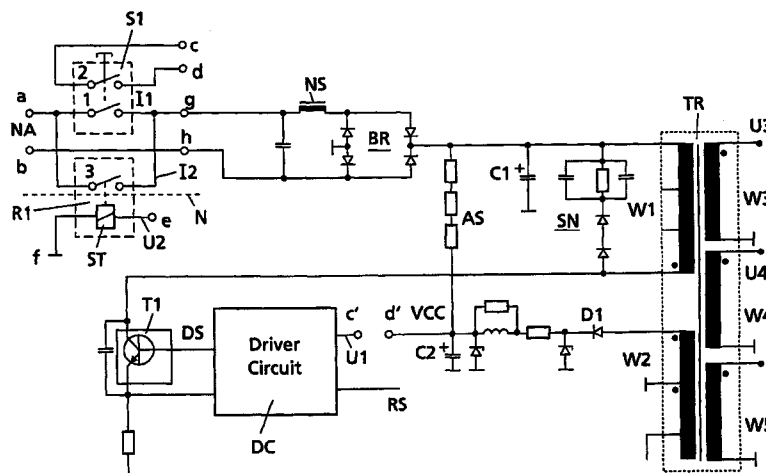 S1
c
2
d
a
1
I1
g
NS
TR
U3
NA
BR
h
b
3
I2
C1
+
W1
W3
R1
N
AS
SN
e
U2
f
ST
U4
T1
DS
c'
d'
VCC
D1
W4
Driver
Circuit
U1
C2
+
W2
RS
DC
W5